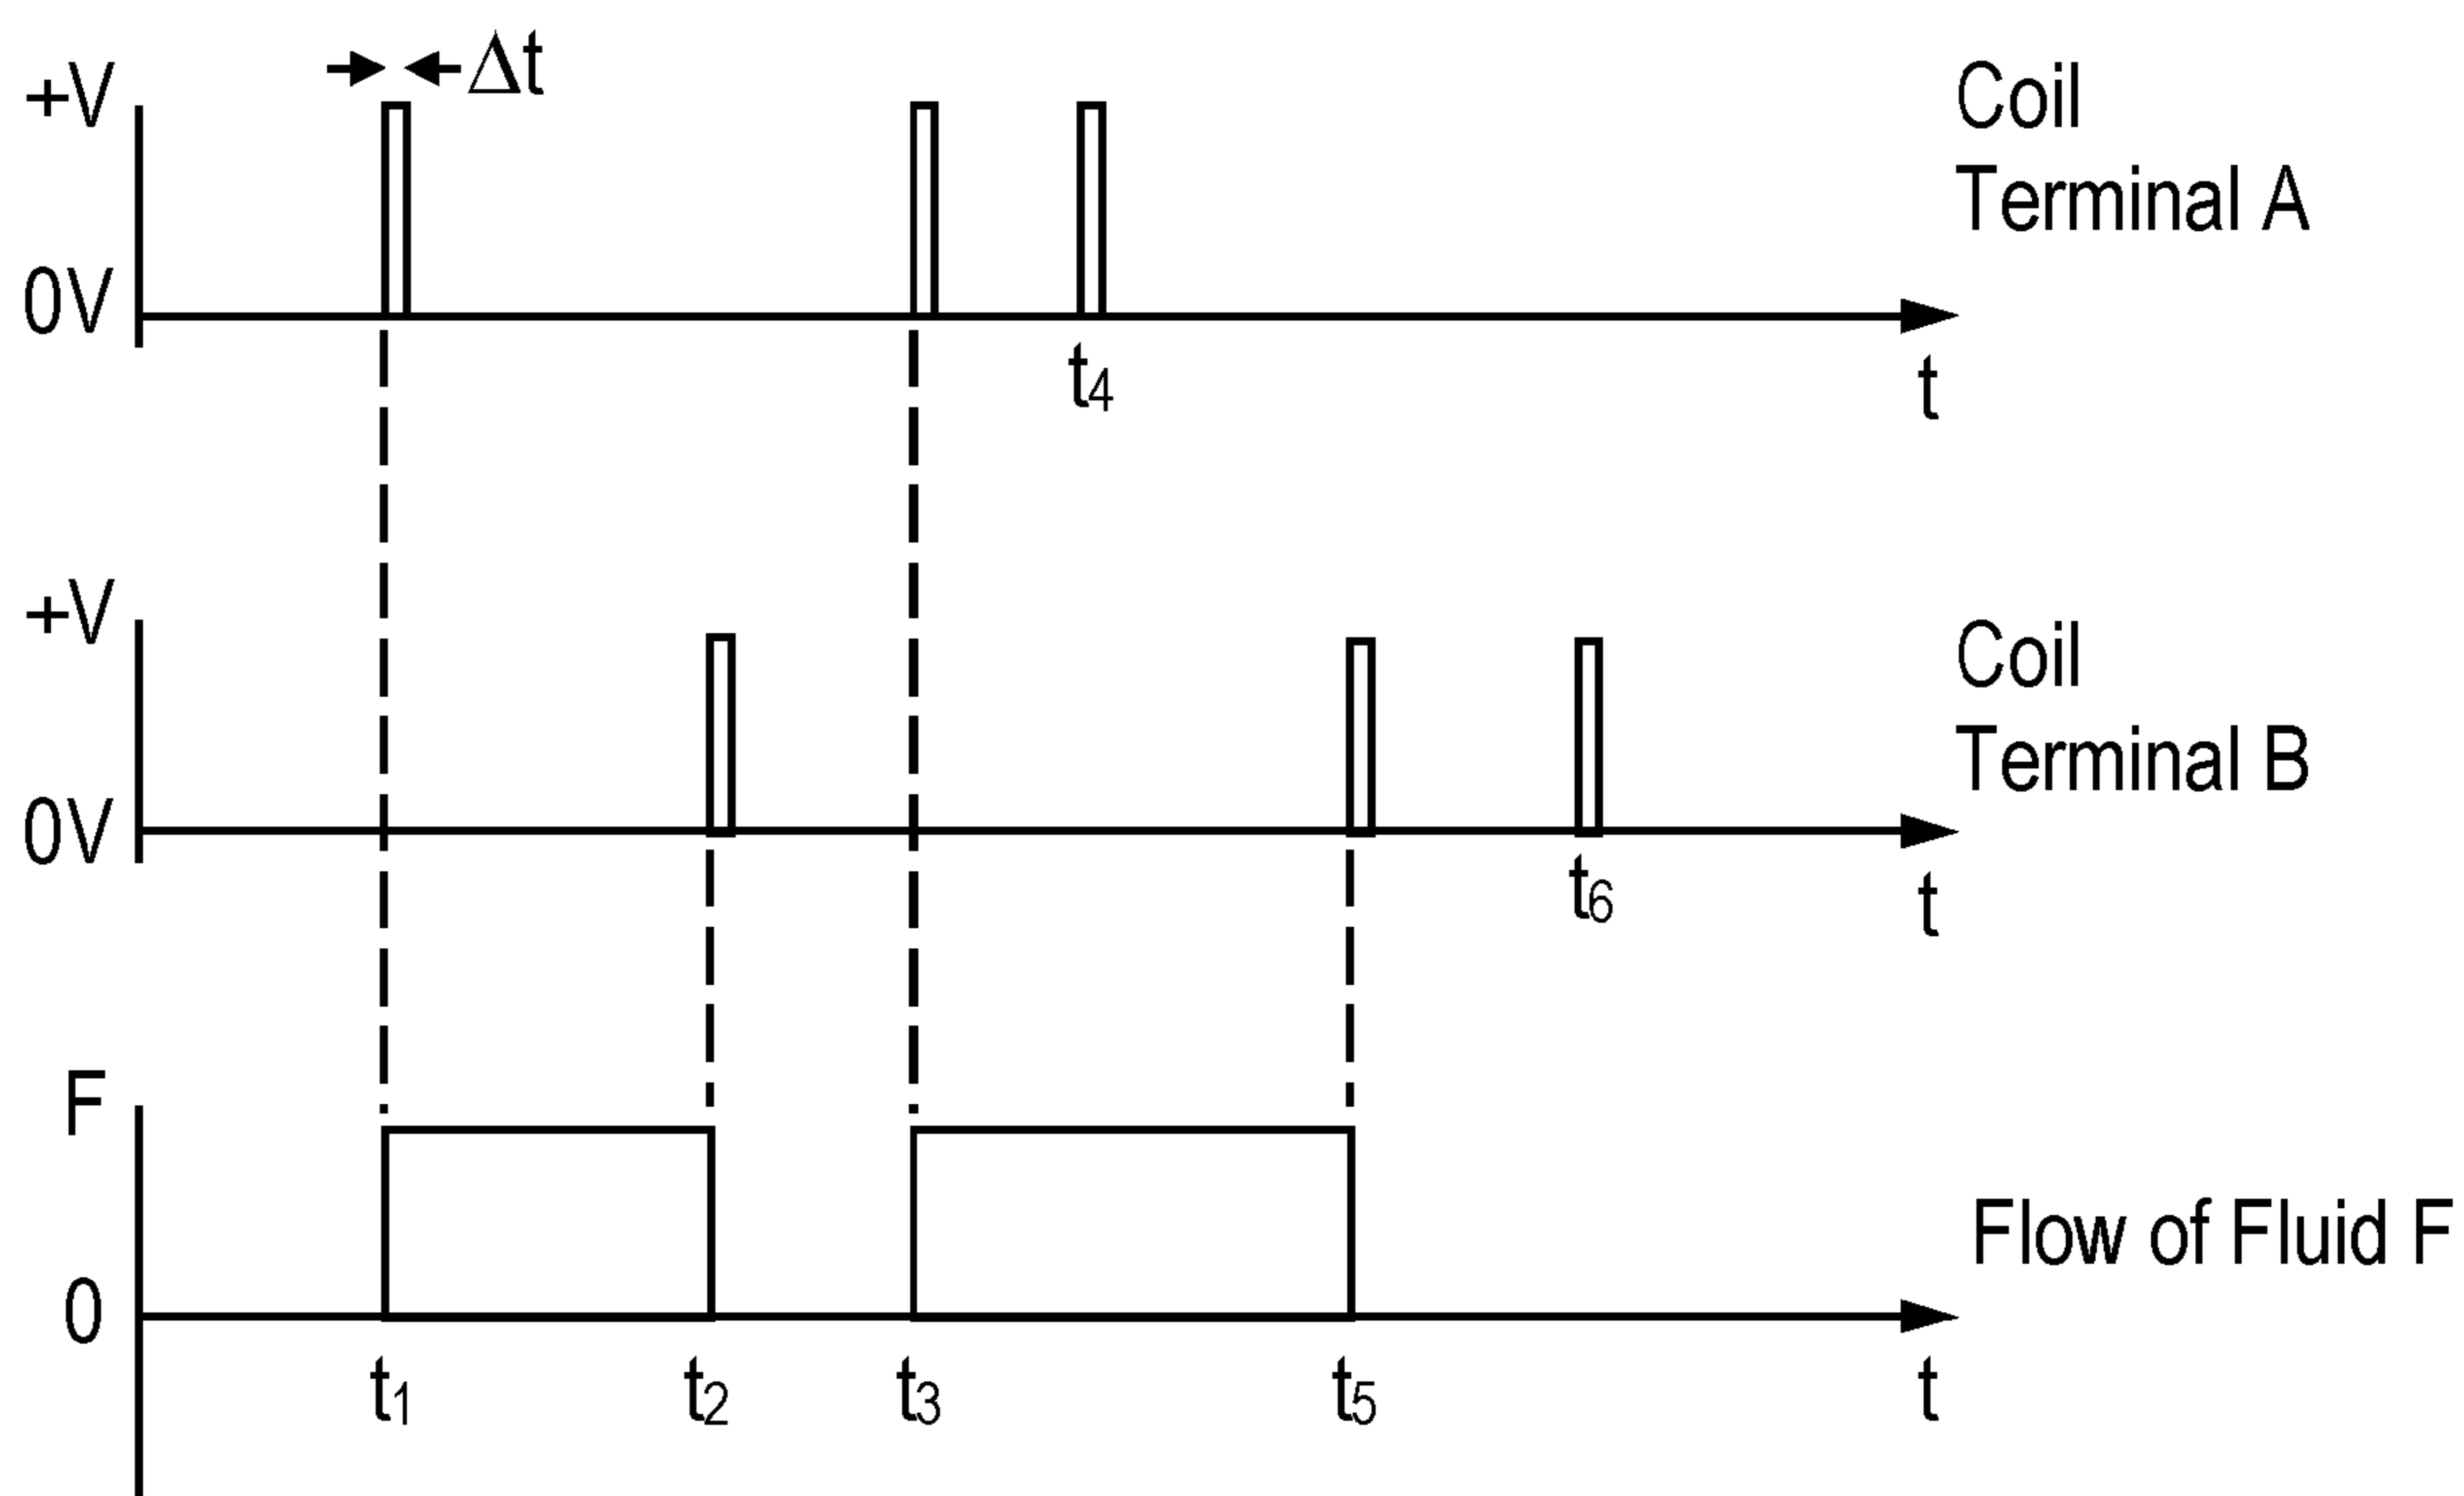 Δt
+V
0V
Coil
Terminal A
t4
t
+V
0V
Coil
Terminal B
t6
t
F
0
Flow of Fluid F
t1 t2 t3 t5 t